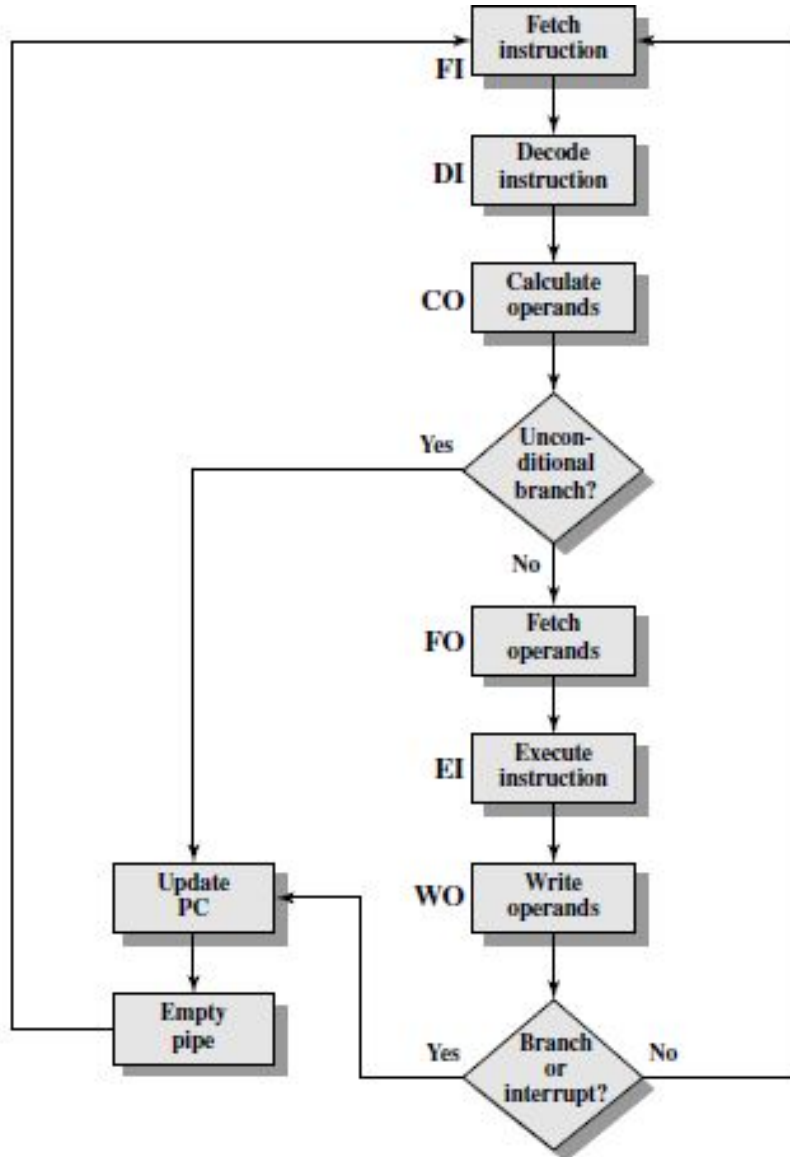 Fetch
instruction
FI
Decode
instruction
DI
Calculate
operands
CO
Yes
Uncon-
ditional
branch?
No
Fetch
operands
FO
Execute
instruction
EI
Update
PC
Write
operands
WO
Empty
pipe
Yes
Branch
or
interrupt?
No